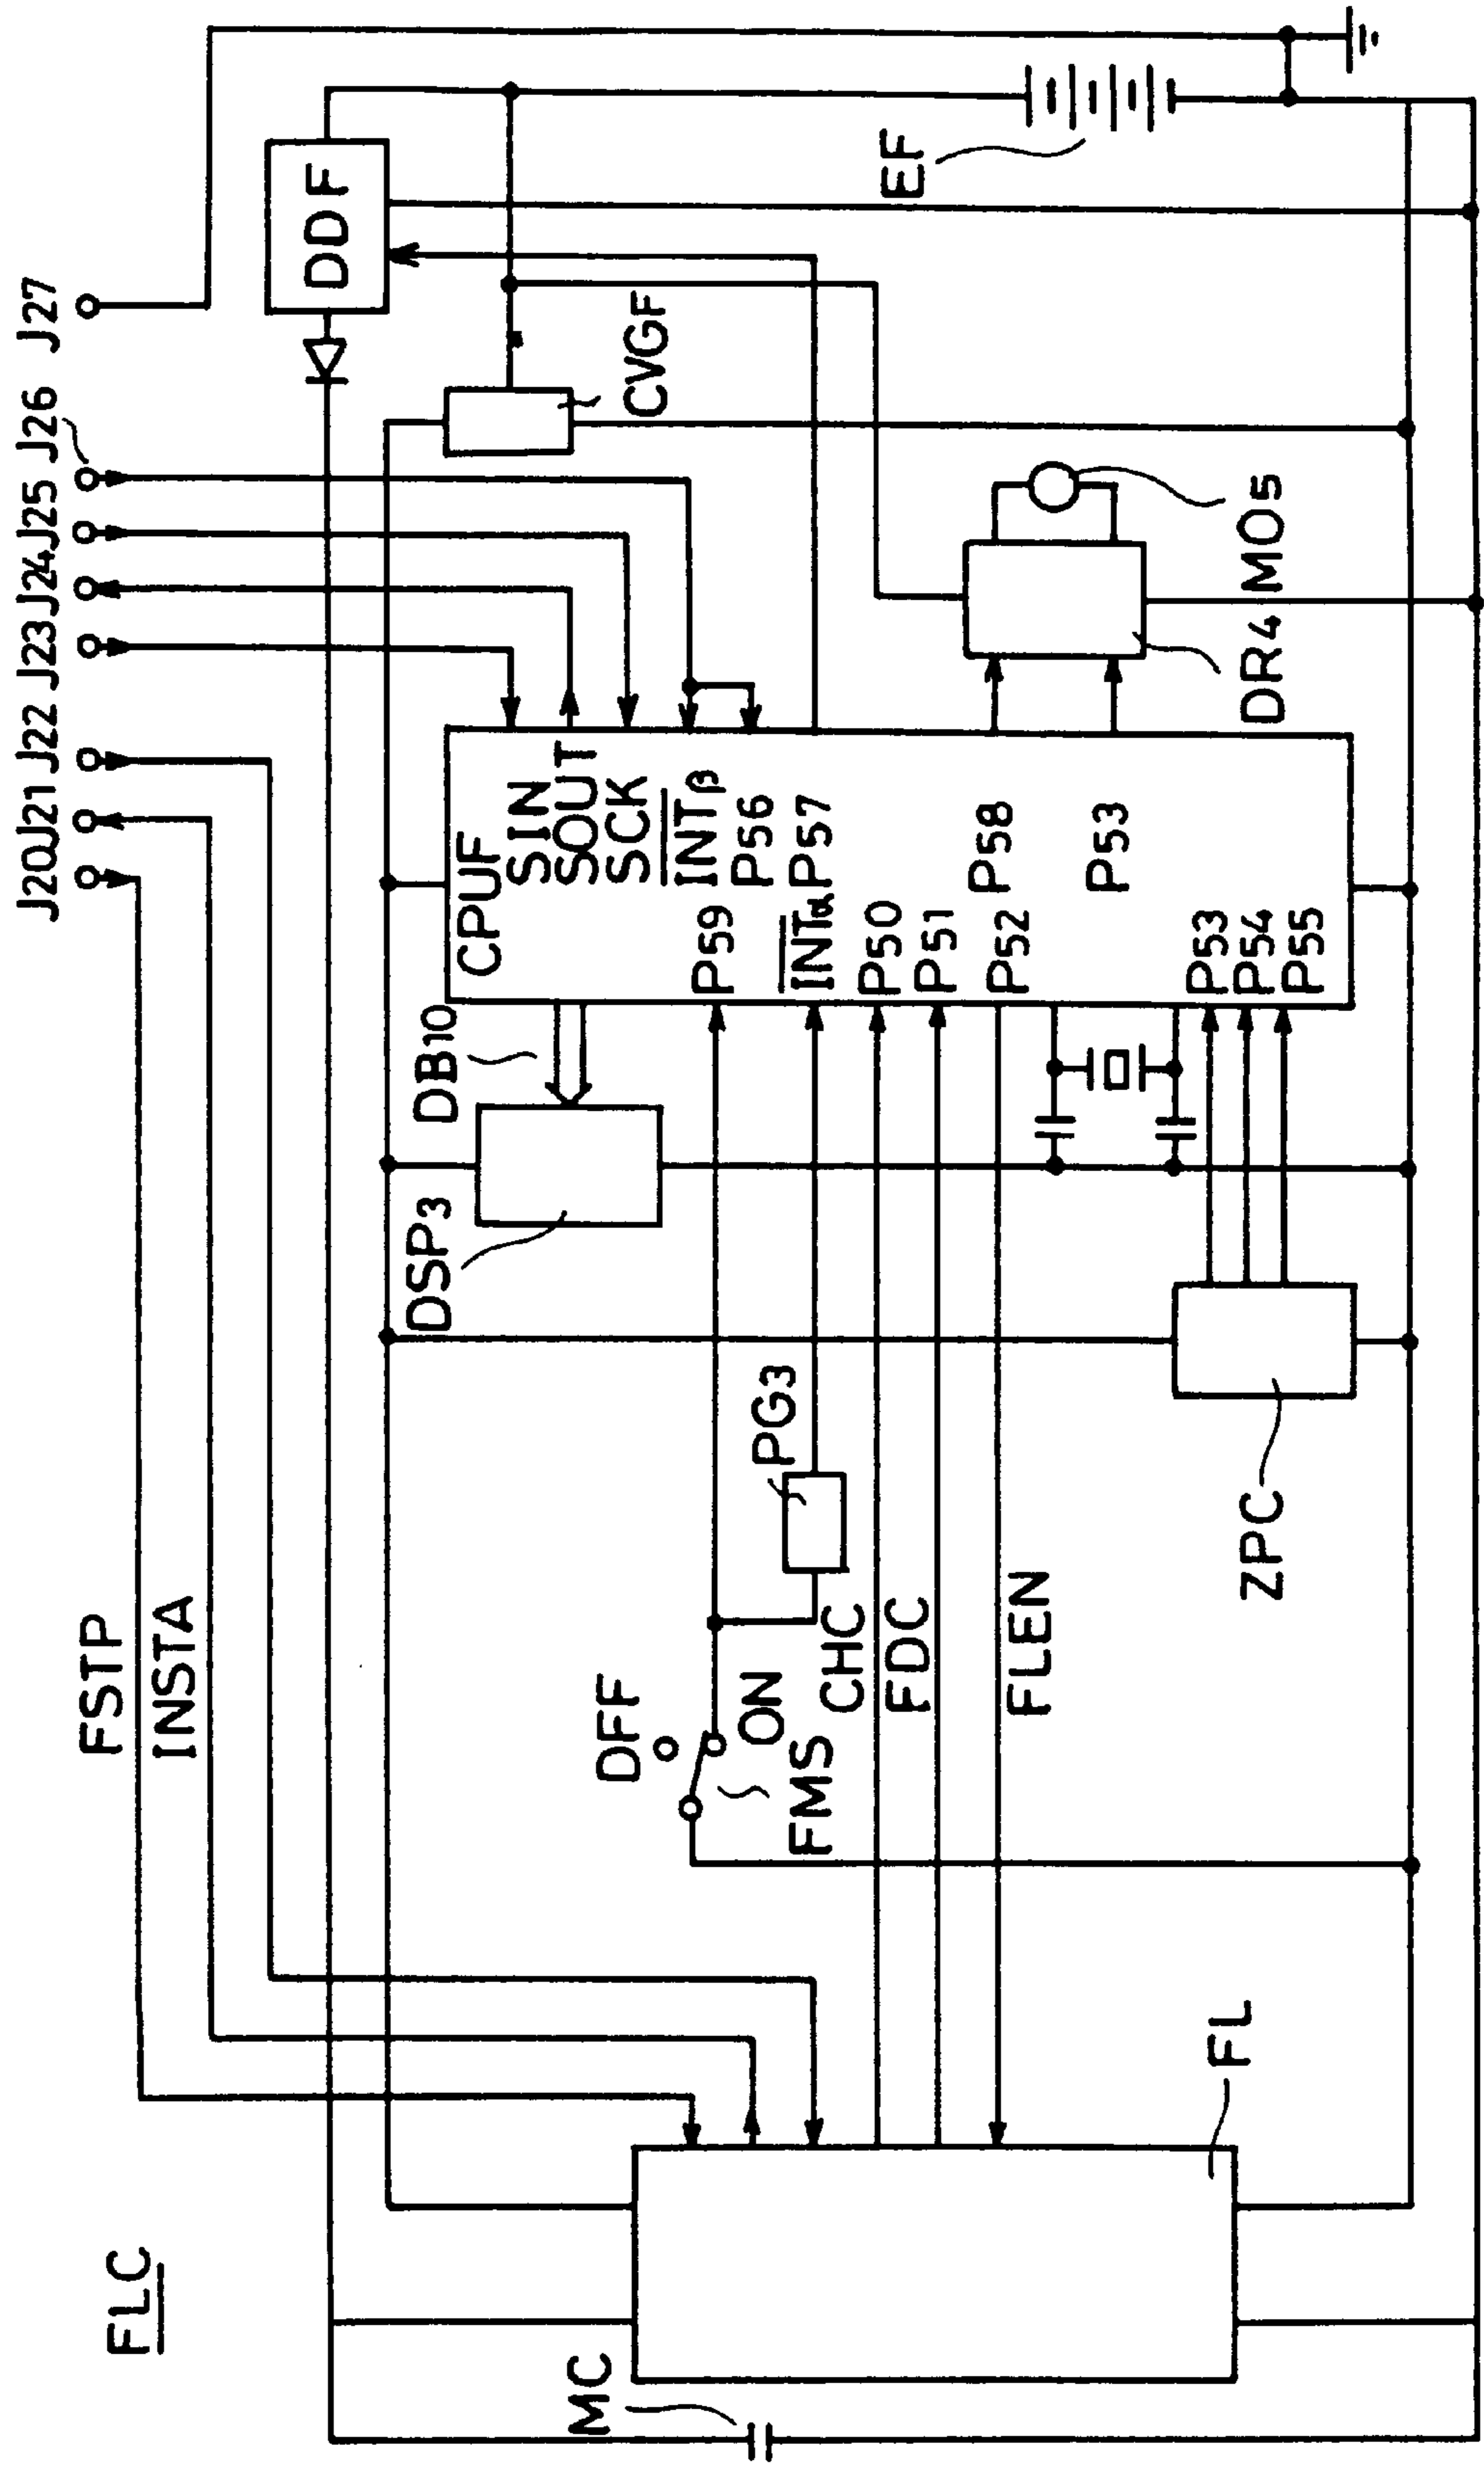 FLC
J20 J21 J22 J23 J24 J25 J26 J27
FSTP
INSTA
DDF
CVGF
EF
MO5
DR4
CPUF
SIN
SOUT
SCK
INTβ
P56
P57
P58
P53
P59
INTα
P50
P51
P52
P53
P54
P55
DB10
DSP3
PG3
DFF
ON
FMS
CHC
FDC
FLEN
ZPC
FL
MC